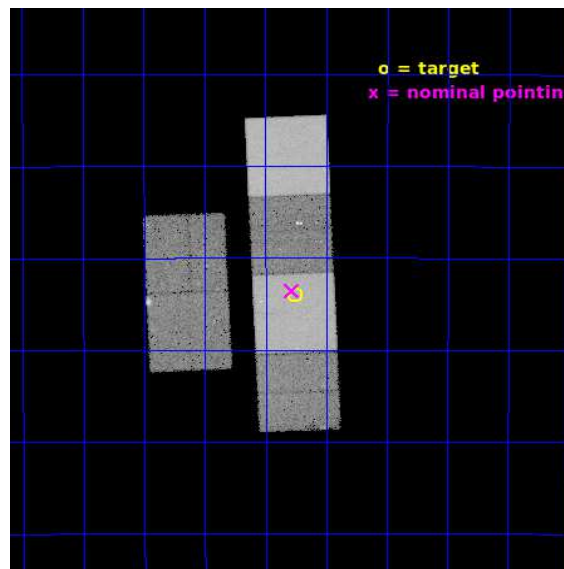 o = target
x = nominal pointin